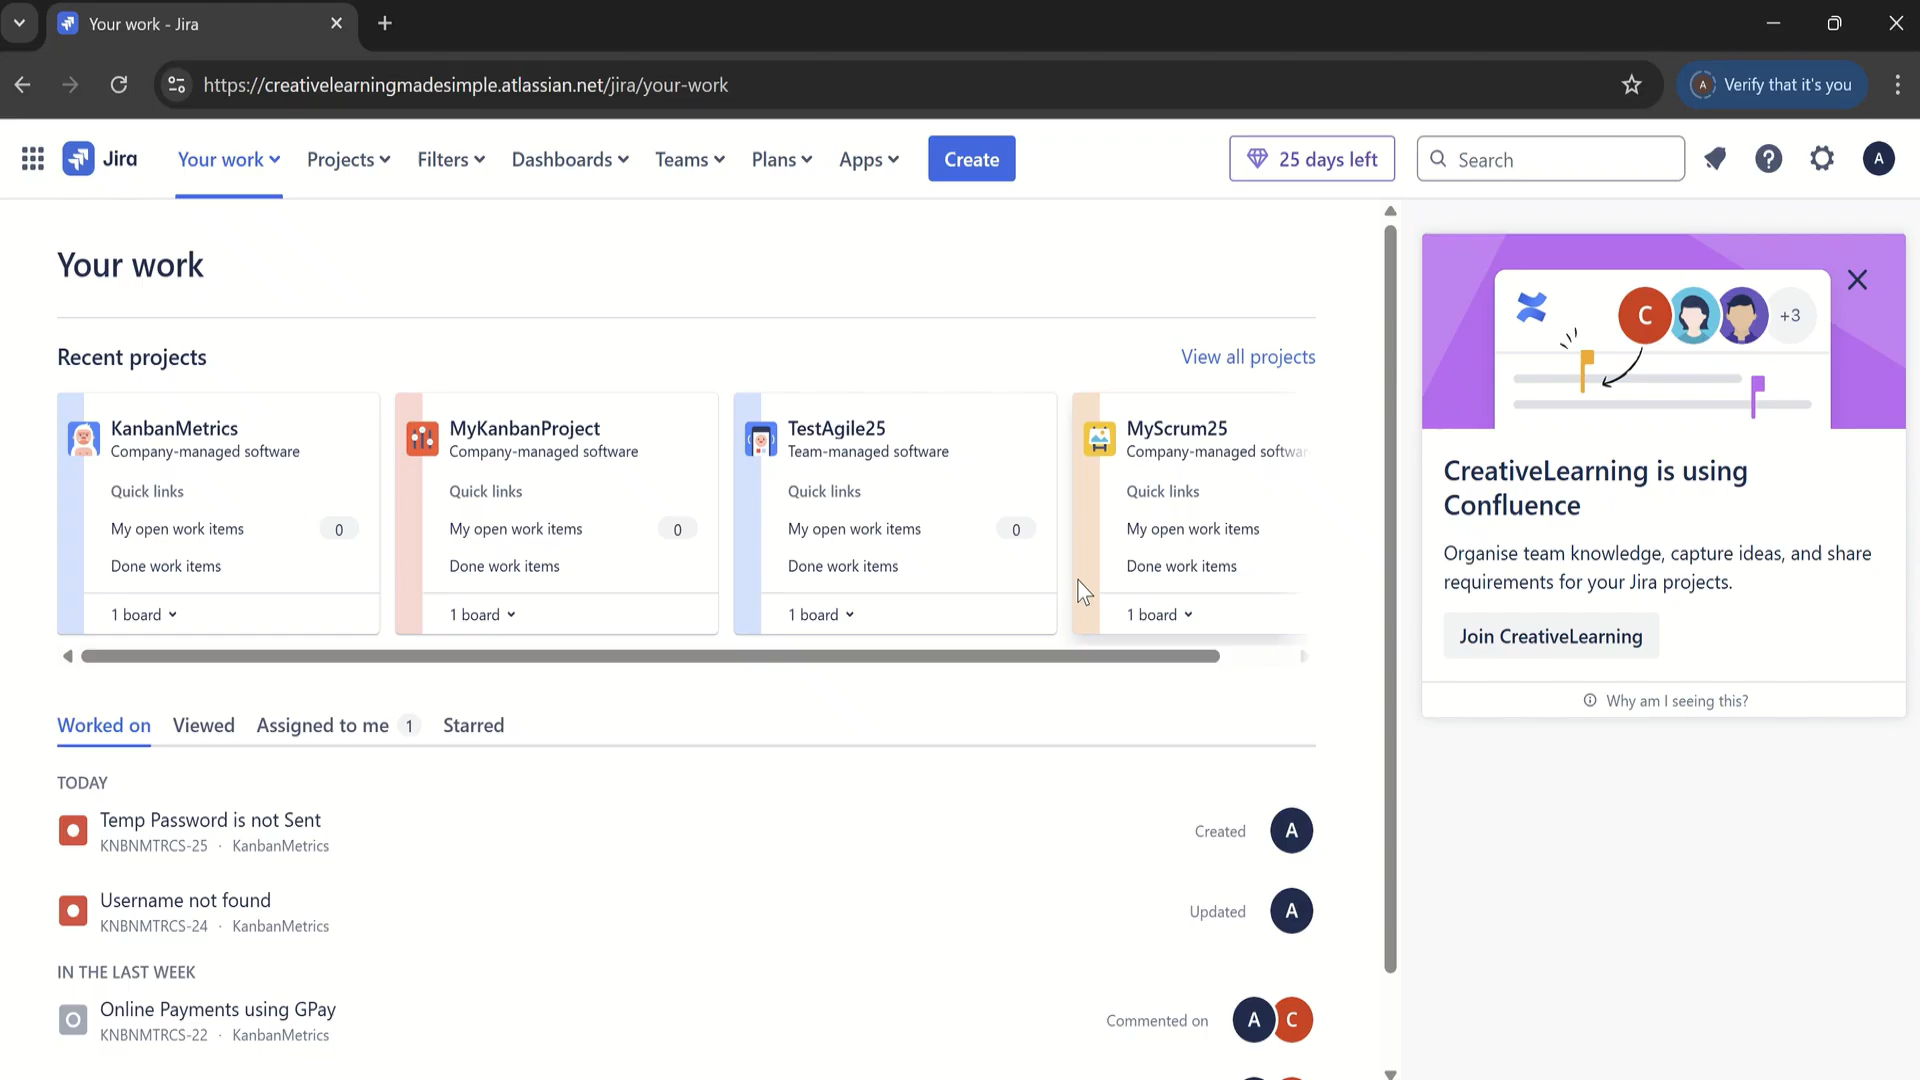 Your work - Jira
https://creativelearningmadesimple.atlassian.net/jira/your-work
A
Verify that it's you
Jira
Your work
Projects
Filters
Dashboards
Teams
Plans
Apps
Create
25 days left
Search
A
Your work
Recent projects
View all projects
KanbanMetrics
Company-managed software
Quick links
My open work items
0
Done work items
1 board
MyKanbanProject
Company-managed software
Quick links
My open work items
0
Done work items
1 board
TestAgile25
Team-managed software
Quick links
My open work items
0
Done work items
1 board
MyScrum25
Company-managed softwar
Quick links
My open work items
Done work items
1 board
C
+3
CreativeLearning is using
Confluence
Organise team knowledge, capture ideas, and share
requirements for your Jira projects.
Join CreativeLearning
Why am I seeing this?
Worked on
Viewed
Assigned to me 1
Starred
TODAY
Temp Password is not Sent
KNBNMTRCS-25 · KanbanMetrics
Created
A
Username not found
KNBNMTRCS-24 · KanbanMetrics
Updated
A
IN THE LAST WEEK
Online Payments using GPay
KNBNMTRCS-22 · KanbanMetrics
Commented on
A
C